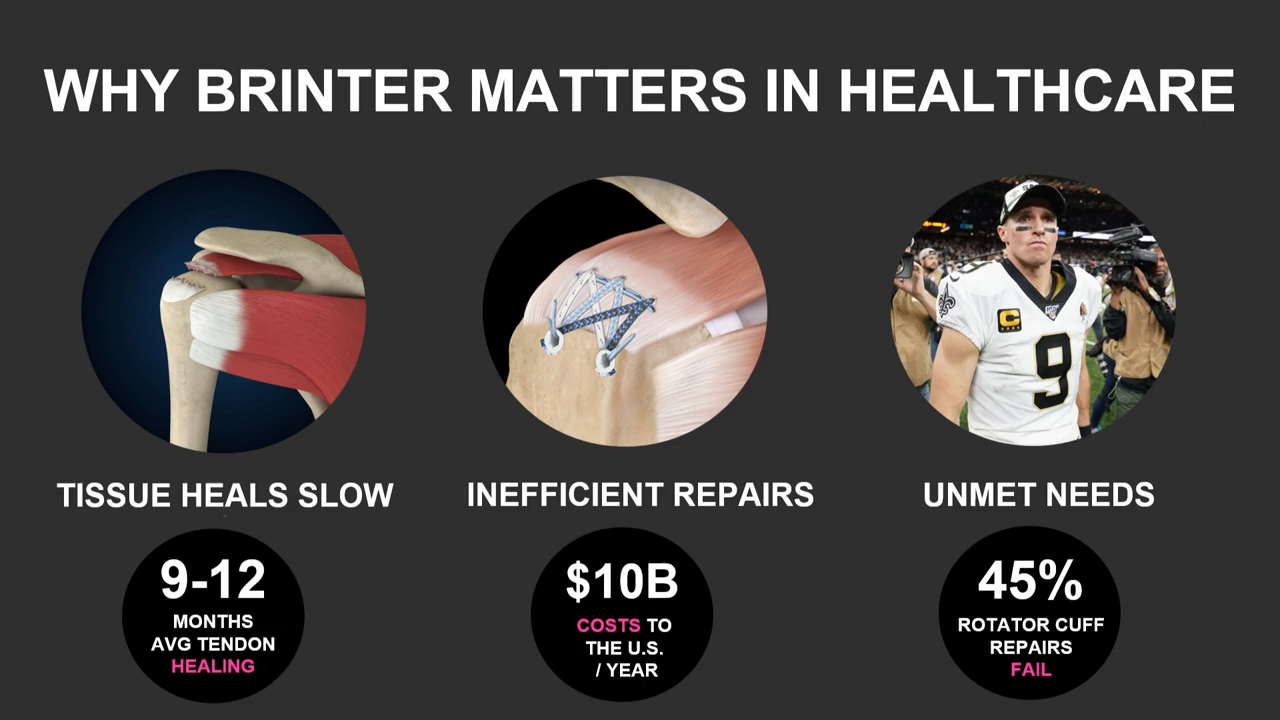 WHY BRINTER MATTERS IN HEALTHCARE
C
9
TISSUE HEALS SLOW
INEFFICIENT REPAIRS
UNMET NEEDS
9-12
MONTHS
AVG TENDON
HEALING
$10B
COSTS TO
THE U.S.
/ YEAR
45%
ROTATOR CUFF
REPAIRS
FAIL